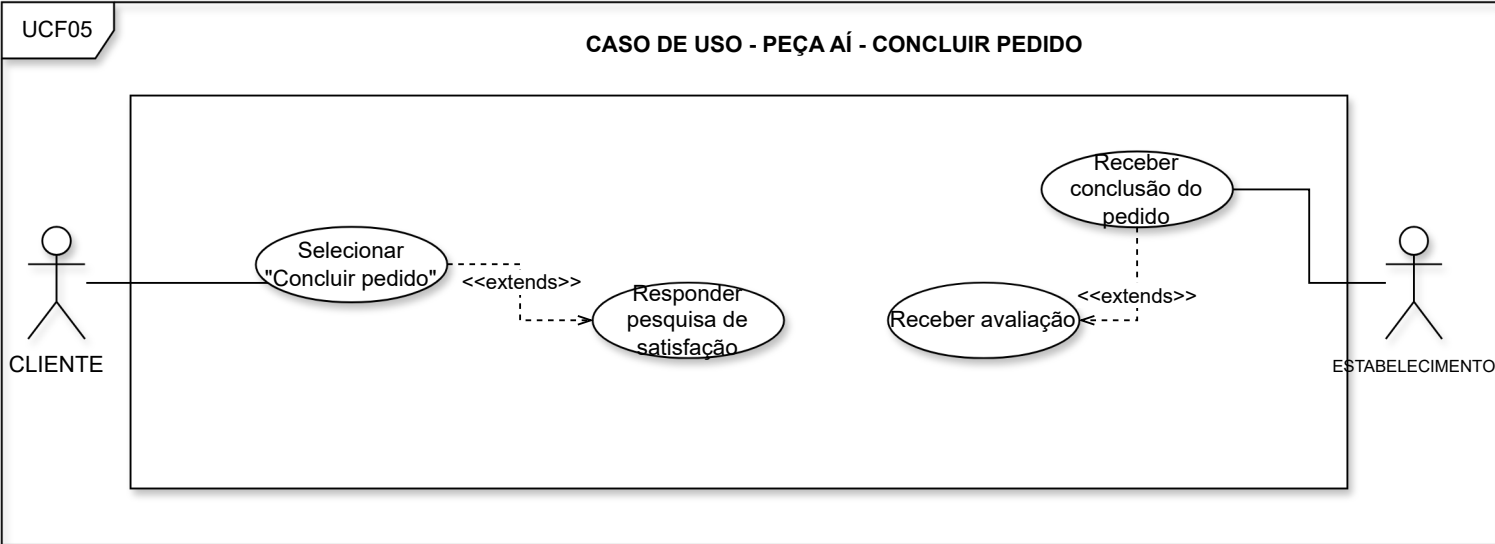 UCF05
CASO DE USO - PEÇA AÍ - CONCLUIR PEDIDO
Receber
conclusão do
pedido
Selecionar
"Concluir pedido"
<<extends>>
Responder
pesquisa de
satisfação
<<extends>>
Receber avaliação
CLIENTE
ESTABELECIMENTO